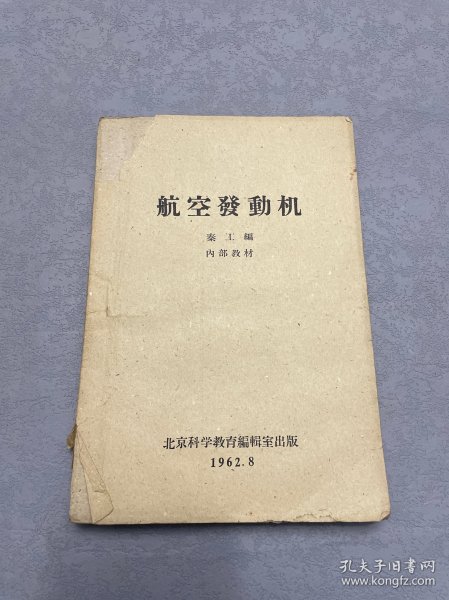 航空發動机
秦工編
内部教材
北京科学教育編輯室出版
1962.8
孔夫子旧书网
www.kongfz.com